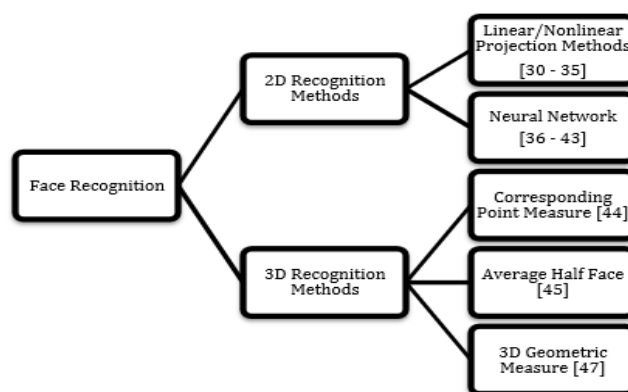 Face Recognition
2D Recognition
Methods
Linear/Nonlinear
Projection Methods
[30 - 35]
Neural Network
[36 - 43]
3D Recognition
Methods
Corresponding
Point Measure [44]
Average Half Face
[45]
3D Geometric
Measure [47]